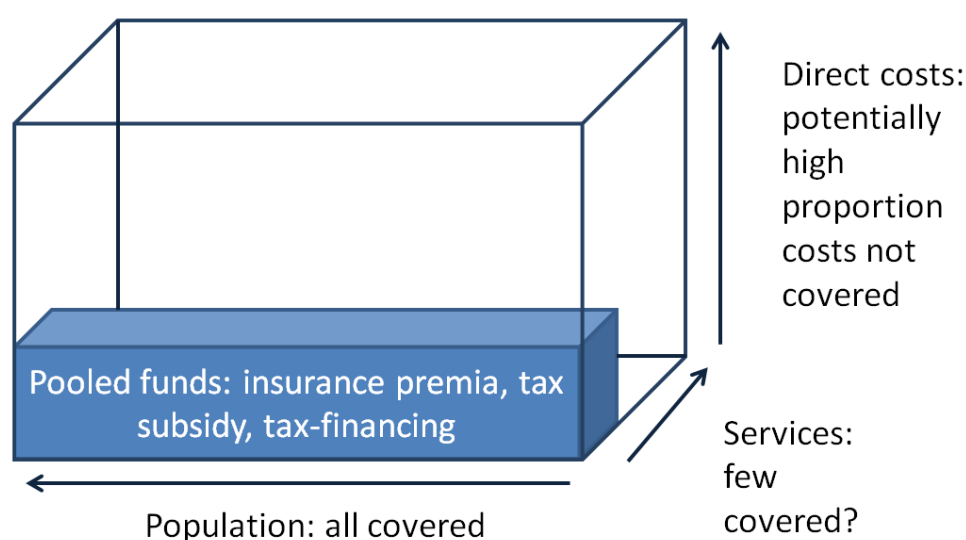 Direct costs:
potentially
high
proportion
costs not
covered
Pooled funds: insurance premia, tax
subsidy, tax-financing
Services:
few
covered?
Population: all covered